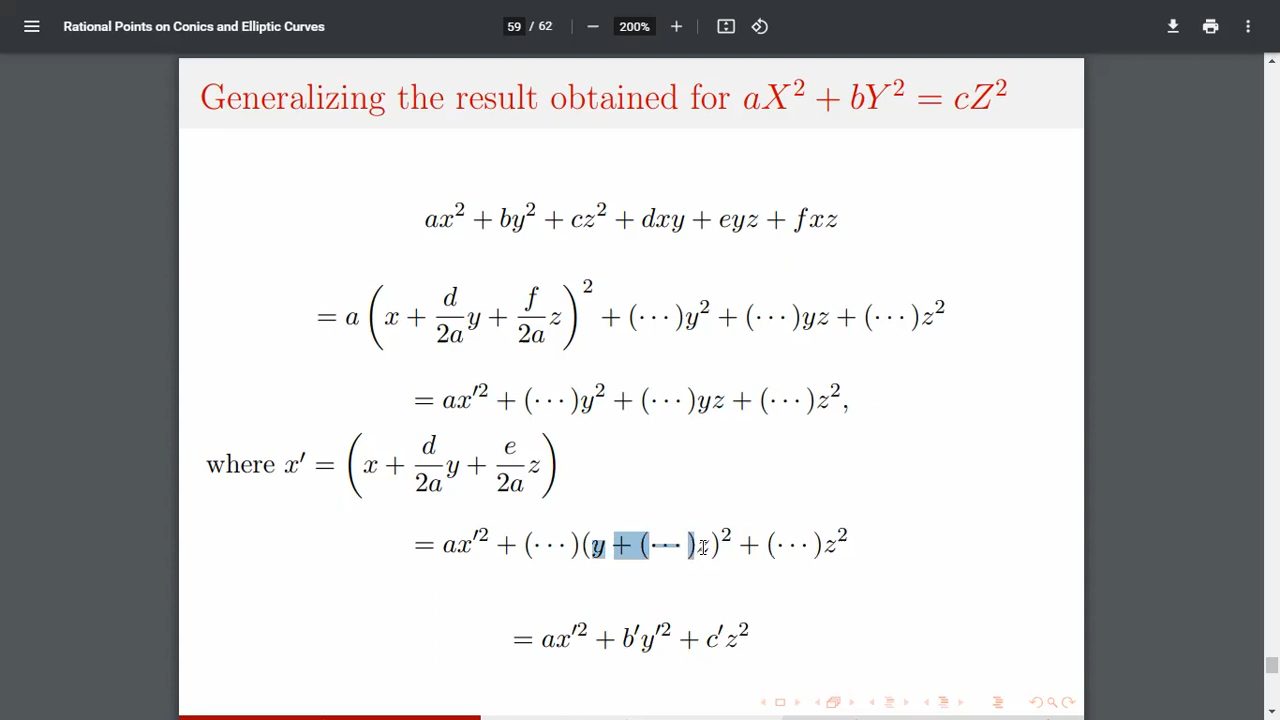 Rational Points on Conics and Elliptic Curves 59 / 62 200%
Generalizing the result obtained for aX² + bY² = cZ²
ax² + by² + cz² + dxy + eyz + fxz
= a(x + d/2a y + f/2a z)² + (···)y² + (···)yz + (···)z²
= ax′² + (···)y² + (···)yz + (···)z²,
where x′ = (x + d/2a y + e/2a z)
= ax′² + (···)(y + (···)z)² + (···)z²
= ax′² + b′y′² + c′z²